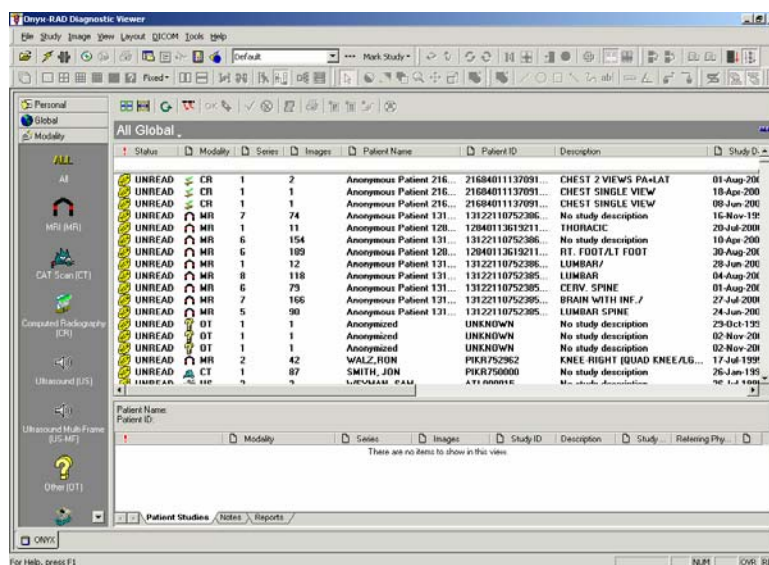 Onyx-RAD Diagnostic Viewer
File Study Image View Layout DICOM Tools Help
Default Mark Study
Fixed abl
Personal
Global
Modality
All Global
! Status Modality Series Images Patient Name Patient ID Description Study D
UNREAD CR 1 2 Anonymous Patient 216... 21684011137091... CHEST 2 VIEWS PA+LAT 01-Aug-200
UNREAD CR 1 1 Anonymous Patient 216... 21684011137091... CHEST SINGLE VIEW 18-Apr-200
UNREAD CR 1 1 Anonymous Patient 216... 21684011137091... CHEST SINGLE VIEW 08-Jun-200
UNREAD MR 7 74 Anonymous Patient 131... 13122110752386... No study description 16-Nov-199
UNREAD MR 1 11 Anonymous Patient 128... 12840113619211... THORACIC 20-Jul-200
UNREAD MR 6 154 Anonymous Patient 131... 13122110752386... No study description 10-Apr-200
UNREAD MR 6 189 Anonymous Patient 128... 12840113619211... RT. FOOT/LT FOOT 30-Aug-200
UNREAD MR 1 12 Anonymous Patient 131... 13122110752386... LUMBAR/ 28-Jun-200
UNREAD MR 8 118 Anonymous Patient 131... 13122110752385... LUMBAR 04-Aug-200
UNREAD MR 6 79 Anonymous Patient 131... 13122110752385... CERV. SPINE 01-Aug-200
UNREAD MR 7 166 Anonymous Patient 131... 13122110752385... BRAIN WITH INF./ 27-Jul-200
UNREAD MR 5 90 Anonymous Patient 131... 13122110752385... LUMBAR SPINE 24-Jun-200
UNREAD OT 1 1 Anonymized UNKNOWN No study description 29-Oct-199
UNREAD OT 1 1 Anonymized UNKNOWN No study description 02-Nov-20
UNREAD OT 1 1 Anonymized UNKNOWN No study description 02-Nov-20
UNREAD MR 2 42 WALZ,RON PIKR752962 KNEE-RIGHT (QUAD KNEE/LG... 17-Jul-199
UNREAD CT 1 87 SMITH, JON PIKR750000 No study description 26-Jan-199
ALL
All
MRI (MR)
CAT Scan (CT)
Computed Radiography (CR)
Ultrasound (US)
Ultrasound Multi-Frame (US-MF)
Other (OT)
Patient Name:
Patient ID:
! Modality Series Images Study ID Description Study... Referring Phy...
There are no items to show in this view.
Patient Studies Notes Reports
ONYX
For Help, press F1
NUM OVR